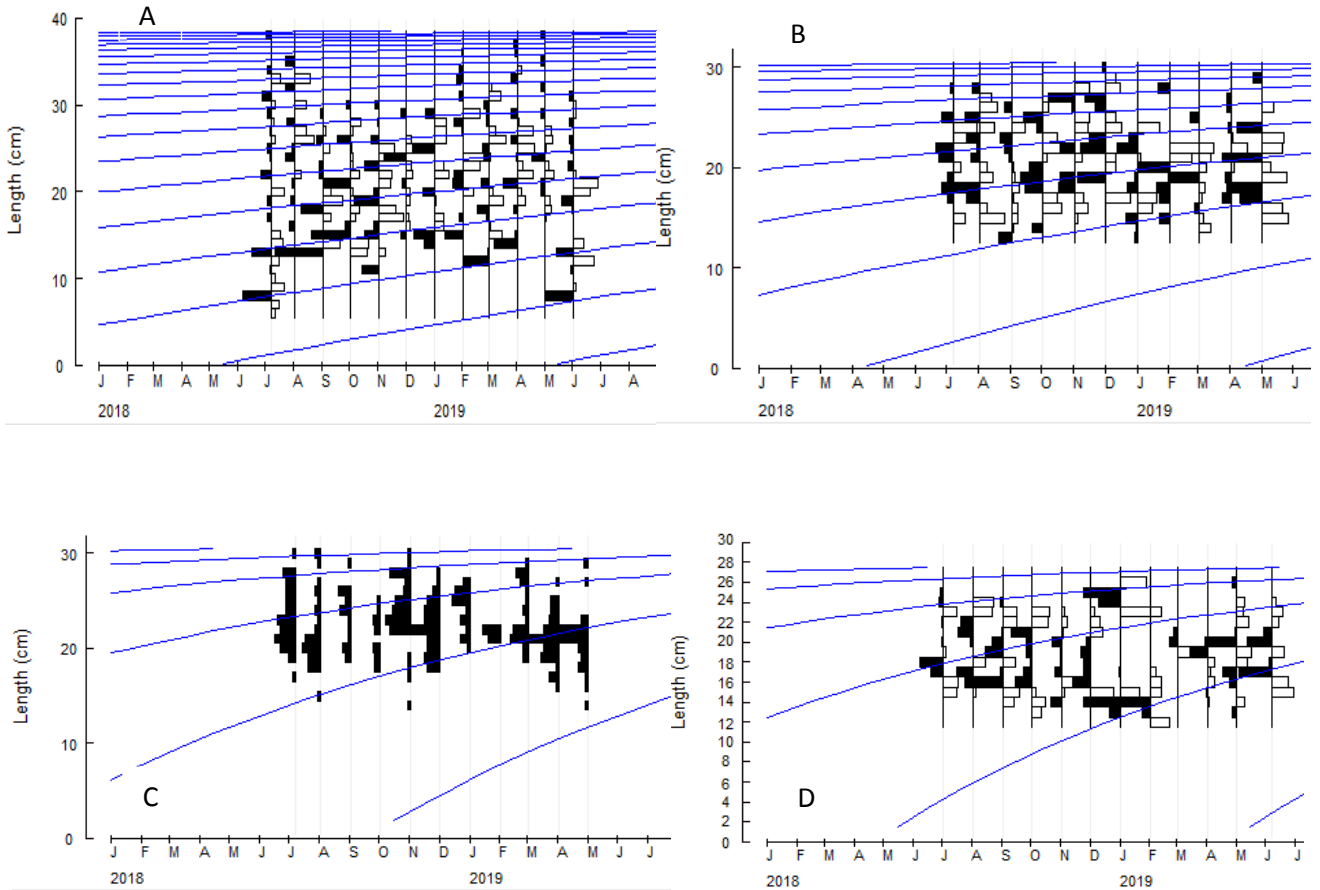 A
Length (cm)
40
30
20
10
0
J F M A M J J A S O N D J F M A M J J A
2018 2019
B
Length (cm)
30
20
10
0
J F M A M J J A S O N D J F M A M J
2018 2019
C
Length (cm)
30
20
10
0
J F M A M J J A S O N D J F M A M J J
2018 2019
D
Length (cm)
30
28
26
24
22
20
18
16
14
12
10
8
6
4
2
0
J F M A M J J A S O N D J F M A M J J
2018 2019